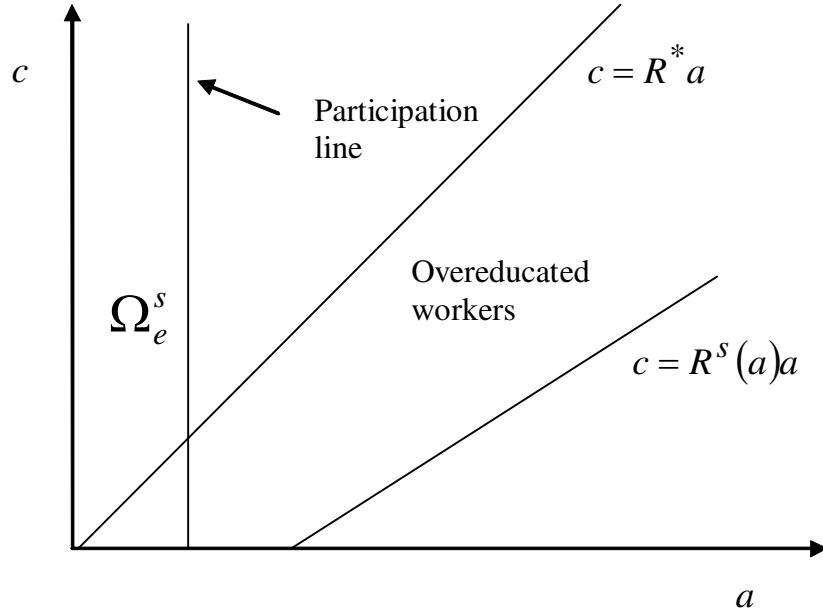 c
c = R* a
Participation
line
Overeducated
workers
Ω_e^s
c = R^s (a)a
a